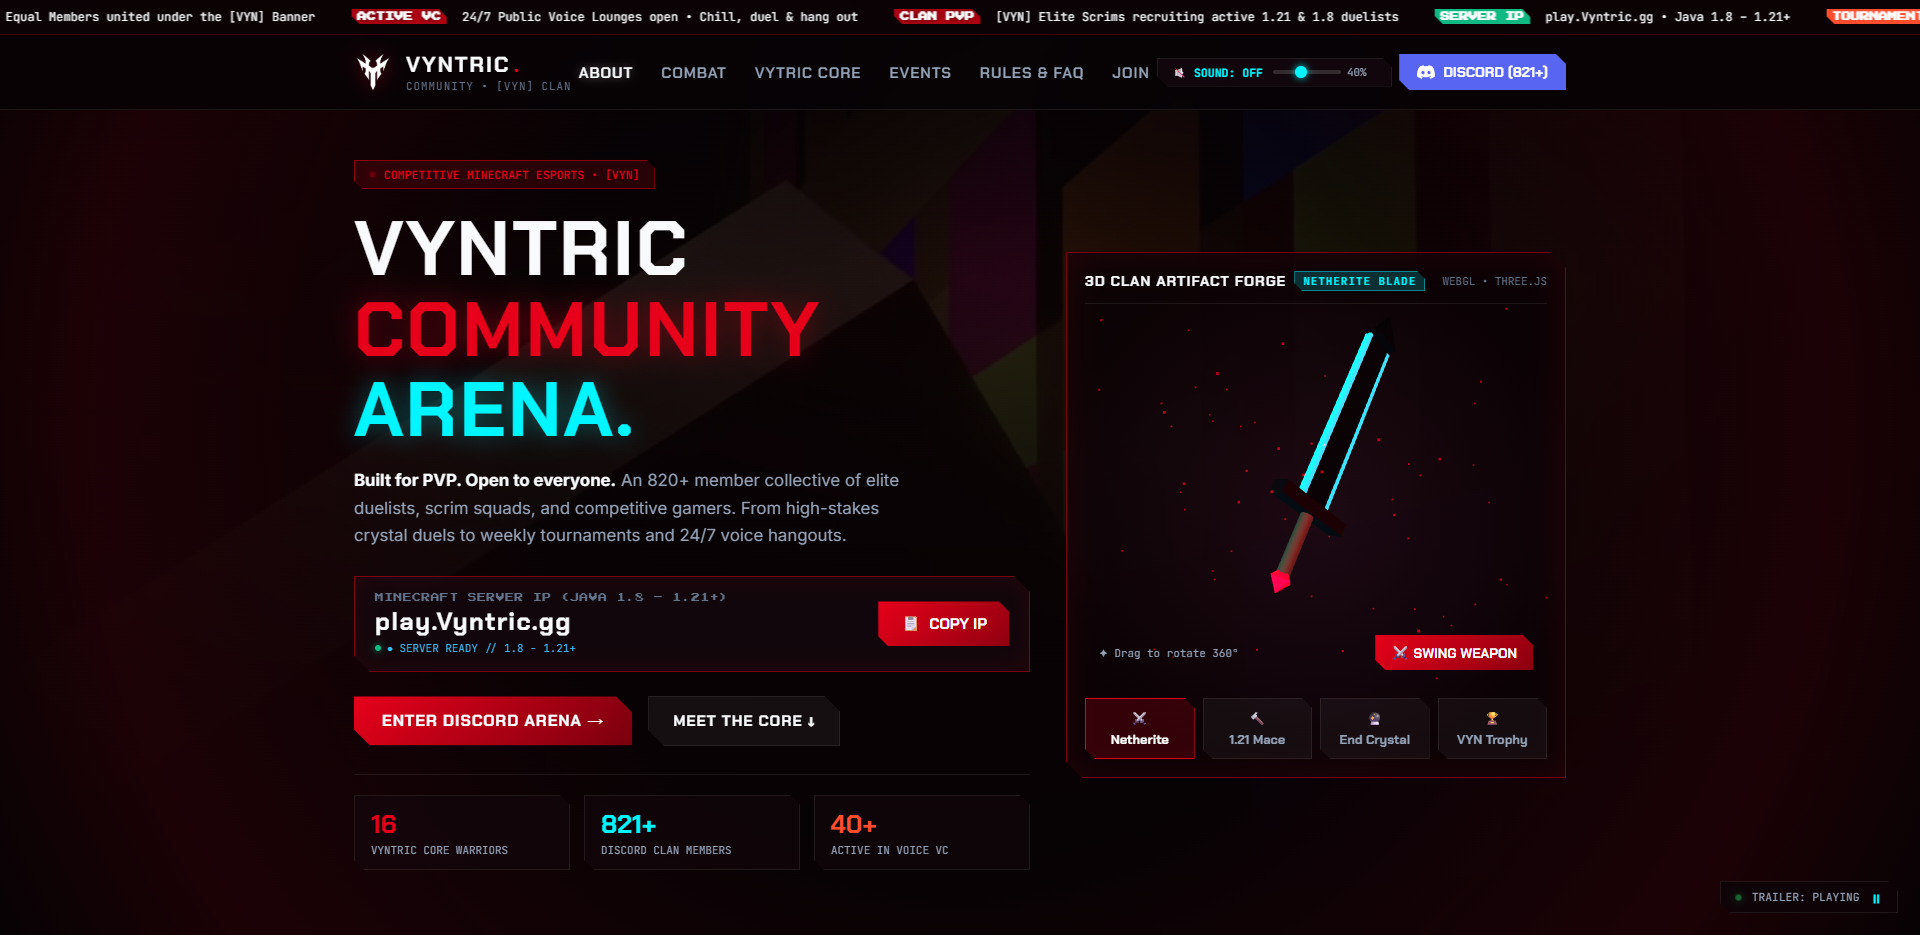 Equal Members united under the [VYN] Banner ACTIVE VC 24/7 Public Voice Lounges open • Chill, duel & hang out CLAN PVP [VYN] Elite Scrims recruiting active 1.21 & 1.8 duelists SERVER IP play.Vyntric.gg • Java 1.8 – 1.21+ TOURNAMENT
VYNTRIC.
COMMUNITY • [VYN] CLAN
ABOUT COMBAT VYTRIC CORE EVENTS RULES & FAQ JOIN
SOUND: OFF 40%
DISCORD (821+)
COMPETITIVE MINECRAFT ESPORTS • [VYN]
VYNTRIC
COMMUNITY
ARENA.
Built for PVP. Open to everyone. An 820+ member collective of elite
duelists, scrim squads, and competitive gamers. From high-stakes
crystal duels to weekly tournaments and 24/7 voice hangouts.
MINECRAFT SERVER IP (JAVA 1.8 – 1.21+)
play.Vyntric.gg
● SERVER READY // 1.8 - 1.21+
COPY IP
ENTER DISCORD ARENA →
MEET THE CORE ↓
16
VYNTRIC CORE WARRIORS
821+
DISCORD CLAN MEMBERS
40+
ACTIVE IN VOICE VC
3D CLAN ARTIFACT FORGE NETHERITE BLADE WEBGL • THREE.JS
✦ Drag to rotate 360°
⚔ SWING WEAPON
Netherite
1.21 Mace
End Crystal
VYN Trophy
TRAILER: PLAYING